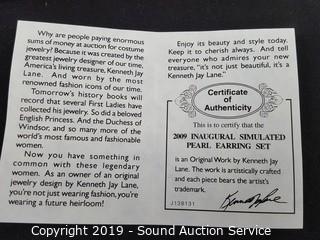 Why are people paying enormous
sums of money at auction for costume
jewelry? Because it was created by the
greatest jewelry designer of our time,
America's living treasure, Kenneth Jay
Lane. And worn by the most
renowned fashion icons of our time.
Tomorrow's history books will
record that several First Ladies have
collected his jewelry. So did a beloved
English Princess. And the Duchess of
Windsor, and so many more of the
world's most famous and fashionable
women.
Now you have something in
common with these legendary
women. As an owner of an original
jewelry design by Kenneth Jay Lane,
you're not just wearing fashion, you're
wearing a future heirloom!
Enjoy its beauty and style today.
Keep it to cherish always. And tell
everyone who admires your new
treasure, "it's not just beautiful, it's a
Kenneth Jay Lane."
Certificate
of
Authenticity
This is to certify that the
2009 INAUGURAL SIMULATED
PEARL EARRING SET
is an Original Work by Kenneth Jay
Lane. The work is artistically crafted
and each piece bears the artist's
trademark.
Kenneth Jay Lane
J138131
Copyright 2019 - Sound Auction Service